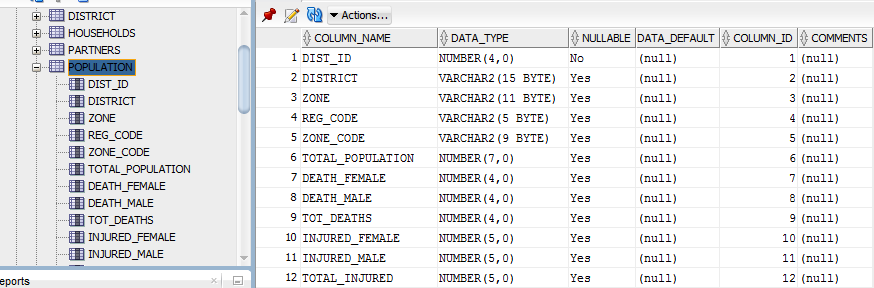 DISTRICT
HOUSEHOLDS
PARTNERS
POPULATION
DIST_ID
DISTRICT
ZONE
REG_CODE
ZONE_CODE
TOTAL_POPULATION
DEATH_FEMALE
DEATH_MALE
TOT_DEATHS
INJURED_FEMALE
INJURED_MALE
eports
Actions...
COLUMN_NAME DATA_TYPE NULLABLE DATA_DEFAULT COLUMN_ID COMMENTS
1 DIST_ID NUMBER(4,0) No (null) 1 (null)
2 DISTRICT VARCHAR2(15 BYTE) Yes (null) 2 (null)
3 ZONE VARCHAR2(11 BYTE) Yes (null) 3 (null)
4 REG_CODE VARCHAR2(5 BYTE) Yes (null) 4 (null)
5 ZONE_CODE VARCHAR2(9 BYTE) Yes (null) 5 (null)
6 TOTAL_POPULATION NUMBER(7,0) Yes (null) 6 (null)
7 DEATH_FEMALE NUMBER(4,0) Yes (null) 7 (null)
8 DEATH_MALE NUMBER(4,0) Yes (null) 8 (null)
9 TOT_DEATHS NUMBER(4,0) Yes (null) 9 (null)
10 INJURED_FEMALE NUMBER(5,0) Yes (null) 10 (null)
11 INJURED_MALE NUMBER(5,0) Yes (null) 11 (null)
12 TOTAL_INJURED NUMBER(5,0) Yes (null) 12 (null)